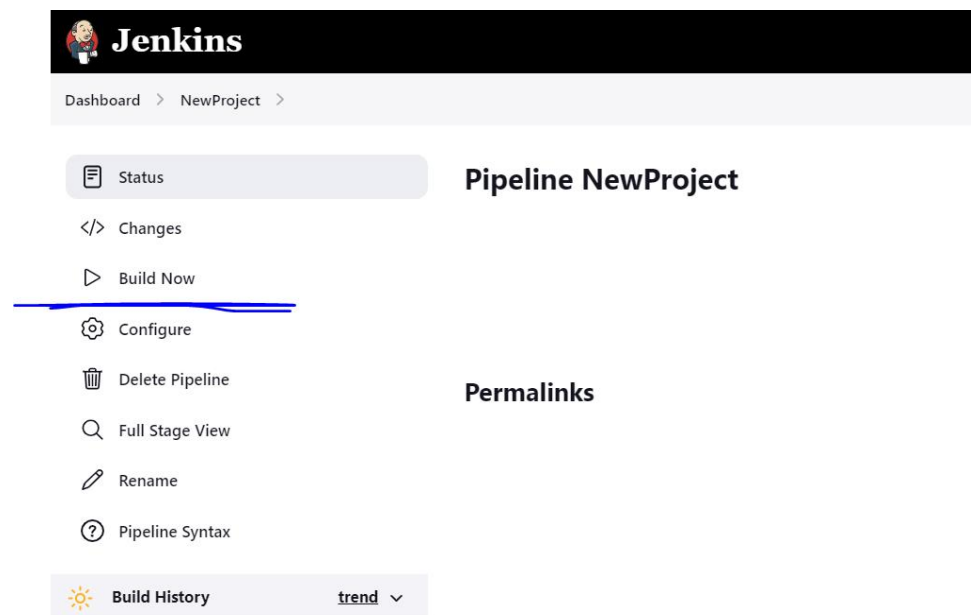 Jenkins
Dashboard > NewProject >
Status
</> Changes
Build Now
Configure
Delete Pipeline
Full Stage View
Rename
Pipeline Syntax
Build History trend
Pipeline NewProject
Permalinks